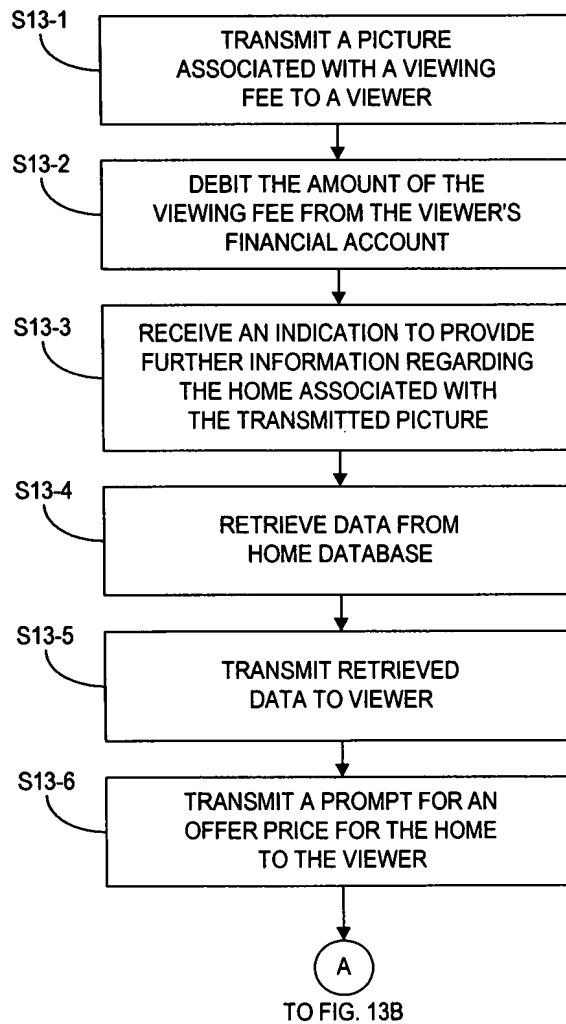 S13-1
TRANSMIT A PICTURE
ASSOCIATED WITH A VIEWING
FEE TO A VIEWER
S13-2
DEBIT THE AMOUNT OF THE
VIEWING FEE FROM THE VIEWER'S
FINANCIAL ACCOUNT
S13-3
RECEIVE AN INDICATION TO PROVIDE
FURTHER INFORMATION REGARDING
THE HOME ASSOCIATED WITH
THE TRANSMITTED PICTURE
S13-4
RETRIEVE DATA FROM
HOME DATABASE
S13-5
TRANSMIT RETRIEVED
DATA TO VIEWER
S13-6
TRANSMIT A PROMPT FOR AN
OFFER PRICE FOR THE HOME
TO THE VIEWER
A
TO FIG. 13B